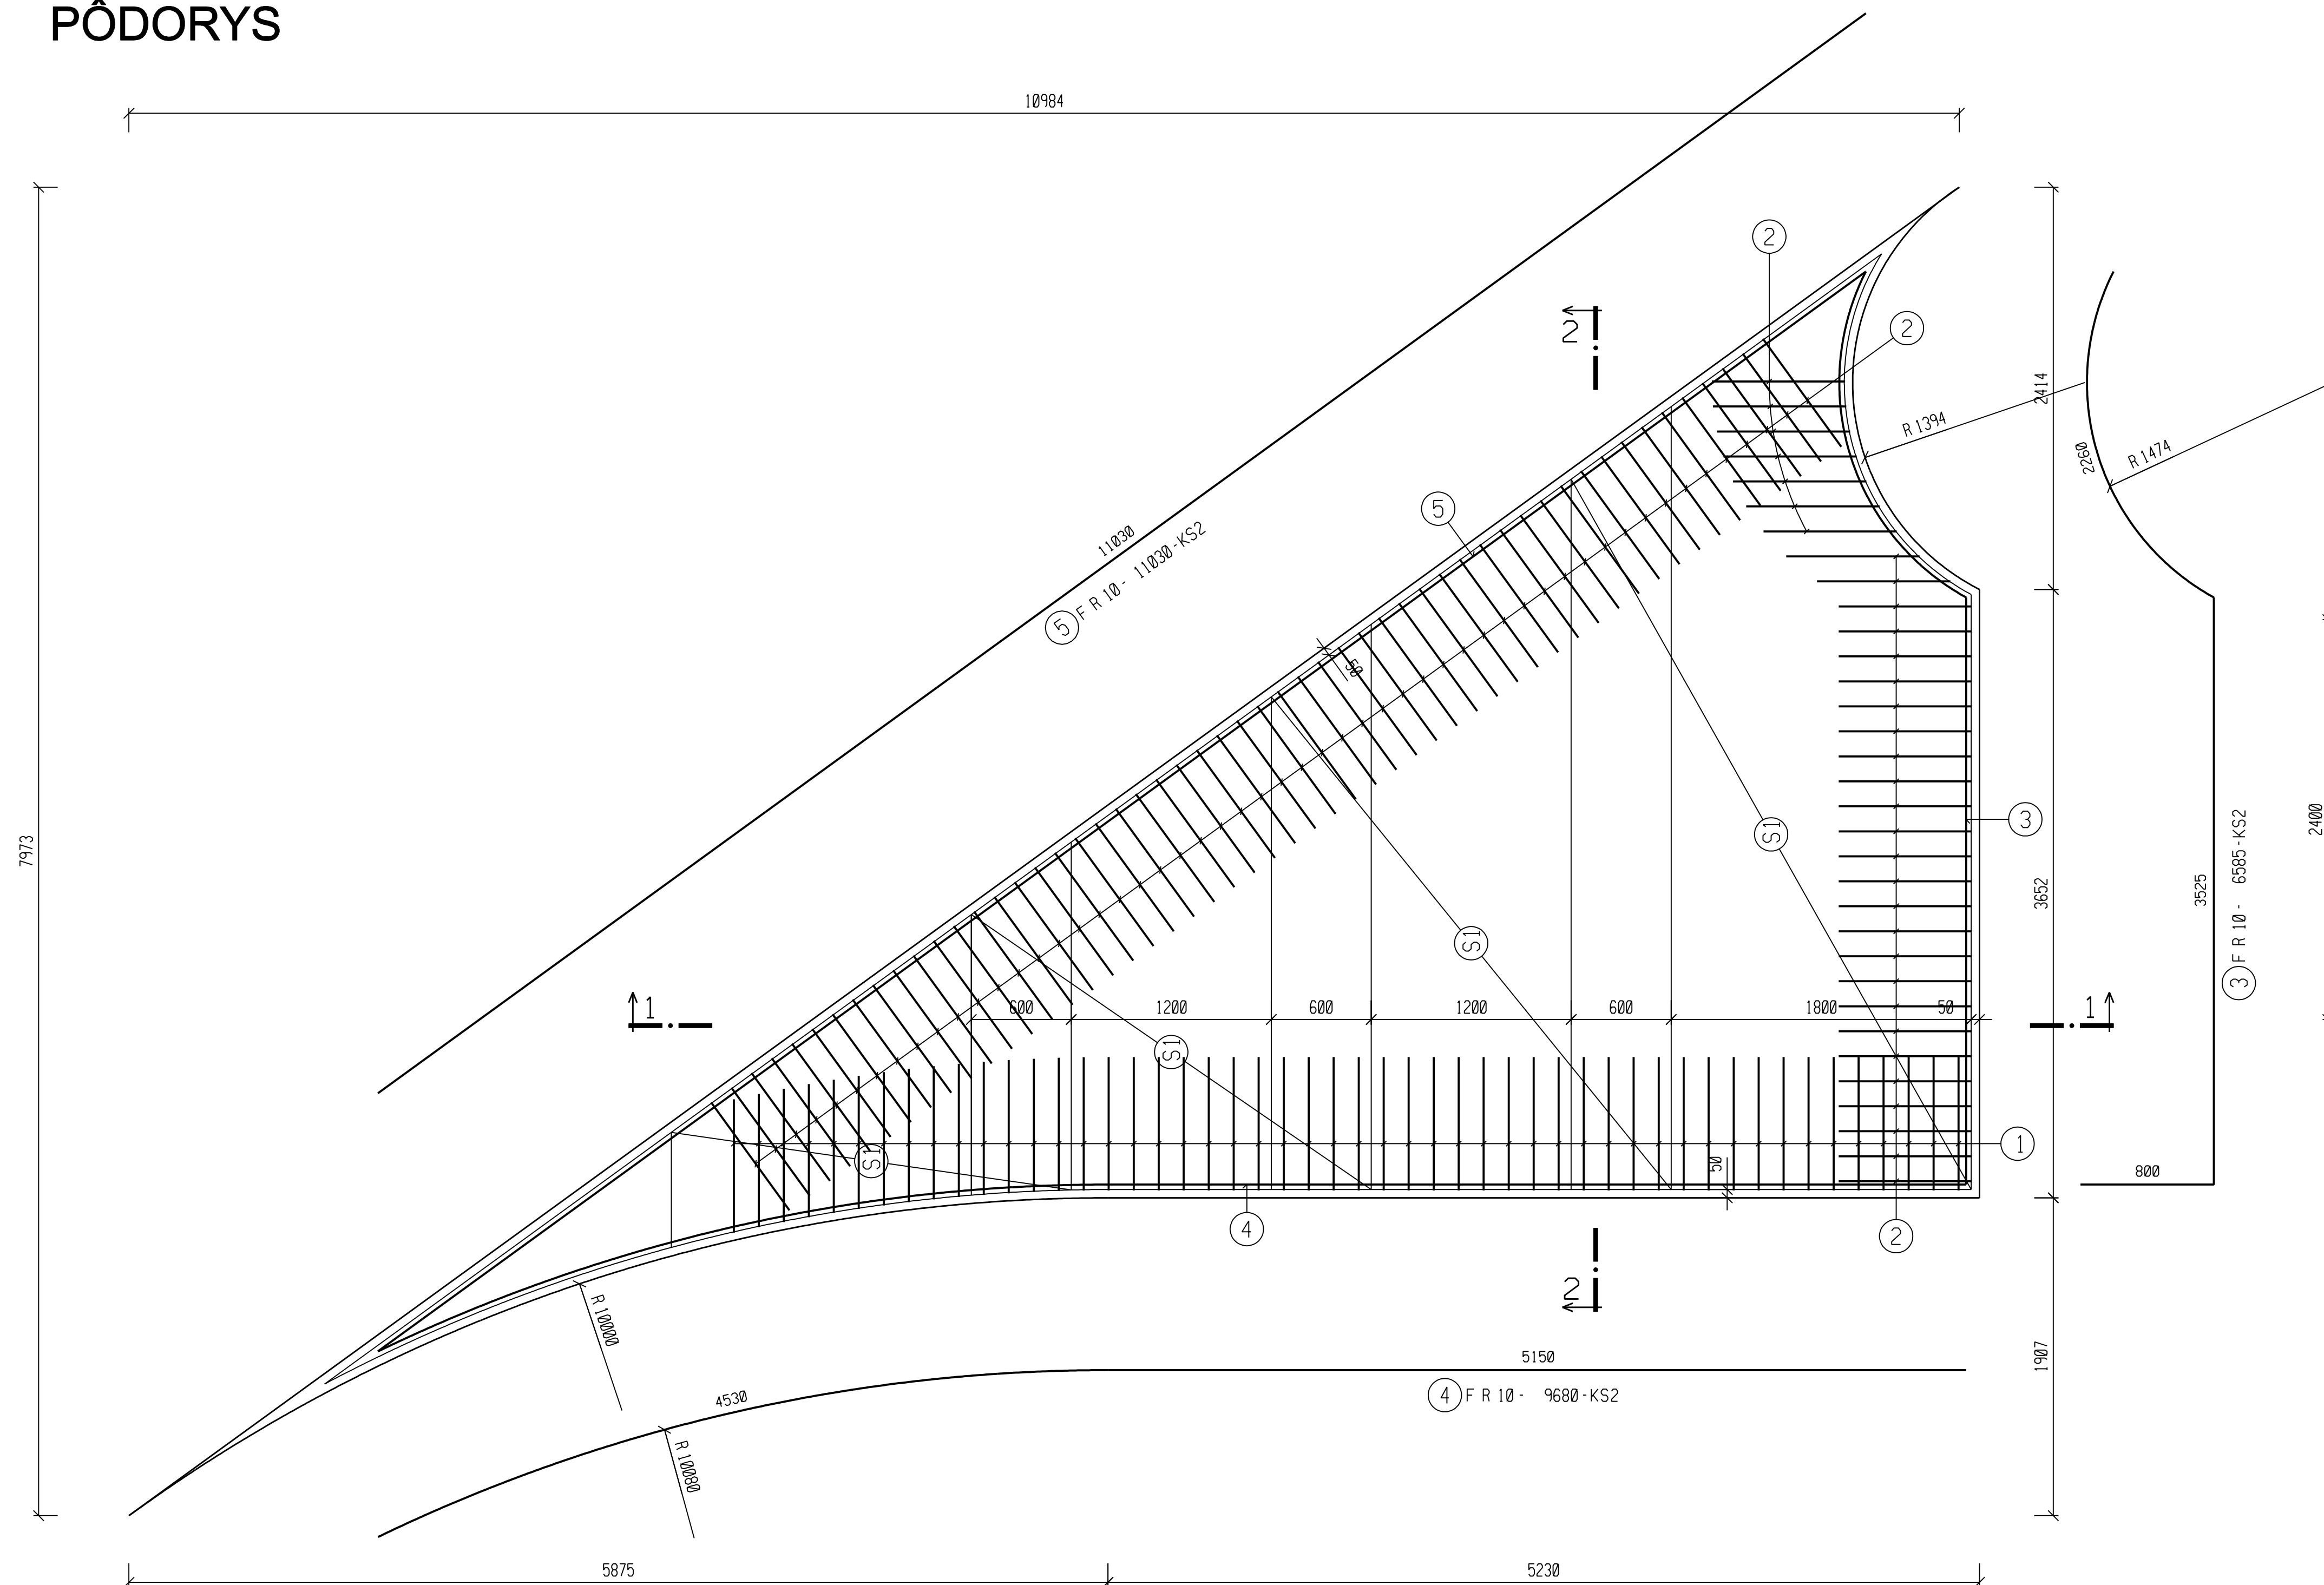 PÔDORYS
10984
2
2
2
2414
R 1394
2260
R 1474
5
11030
5 F R 10 - 11030-KS2
50
7973
S1
3
2400
3652
3525
3 F R 10 - 6585-KS2
S1
1
600
1200
600
1200
600
1800
50
1
S1
S1
1
50
800
4
2
2
R 10000
1907
5150
4 F R 10 - 9680-KS2
4530
R 10080
5875
5230